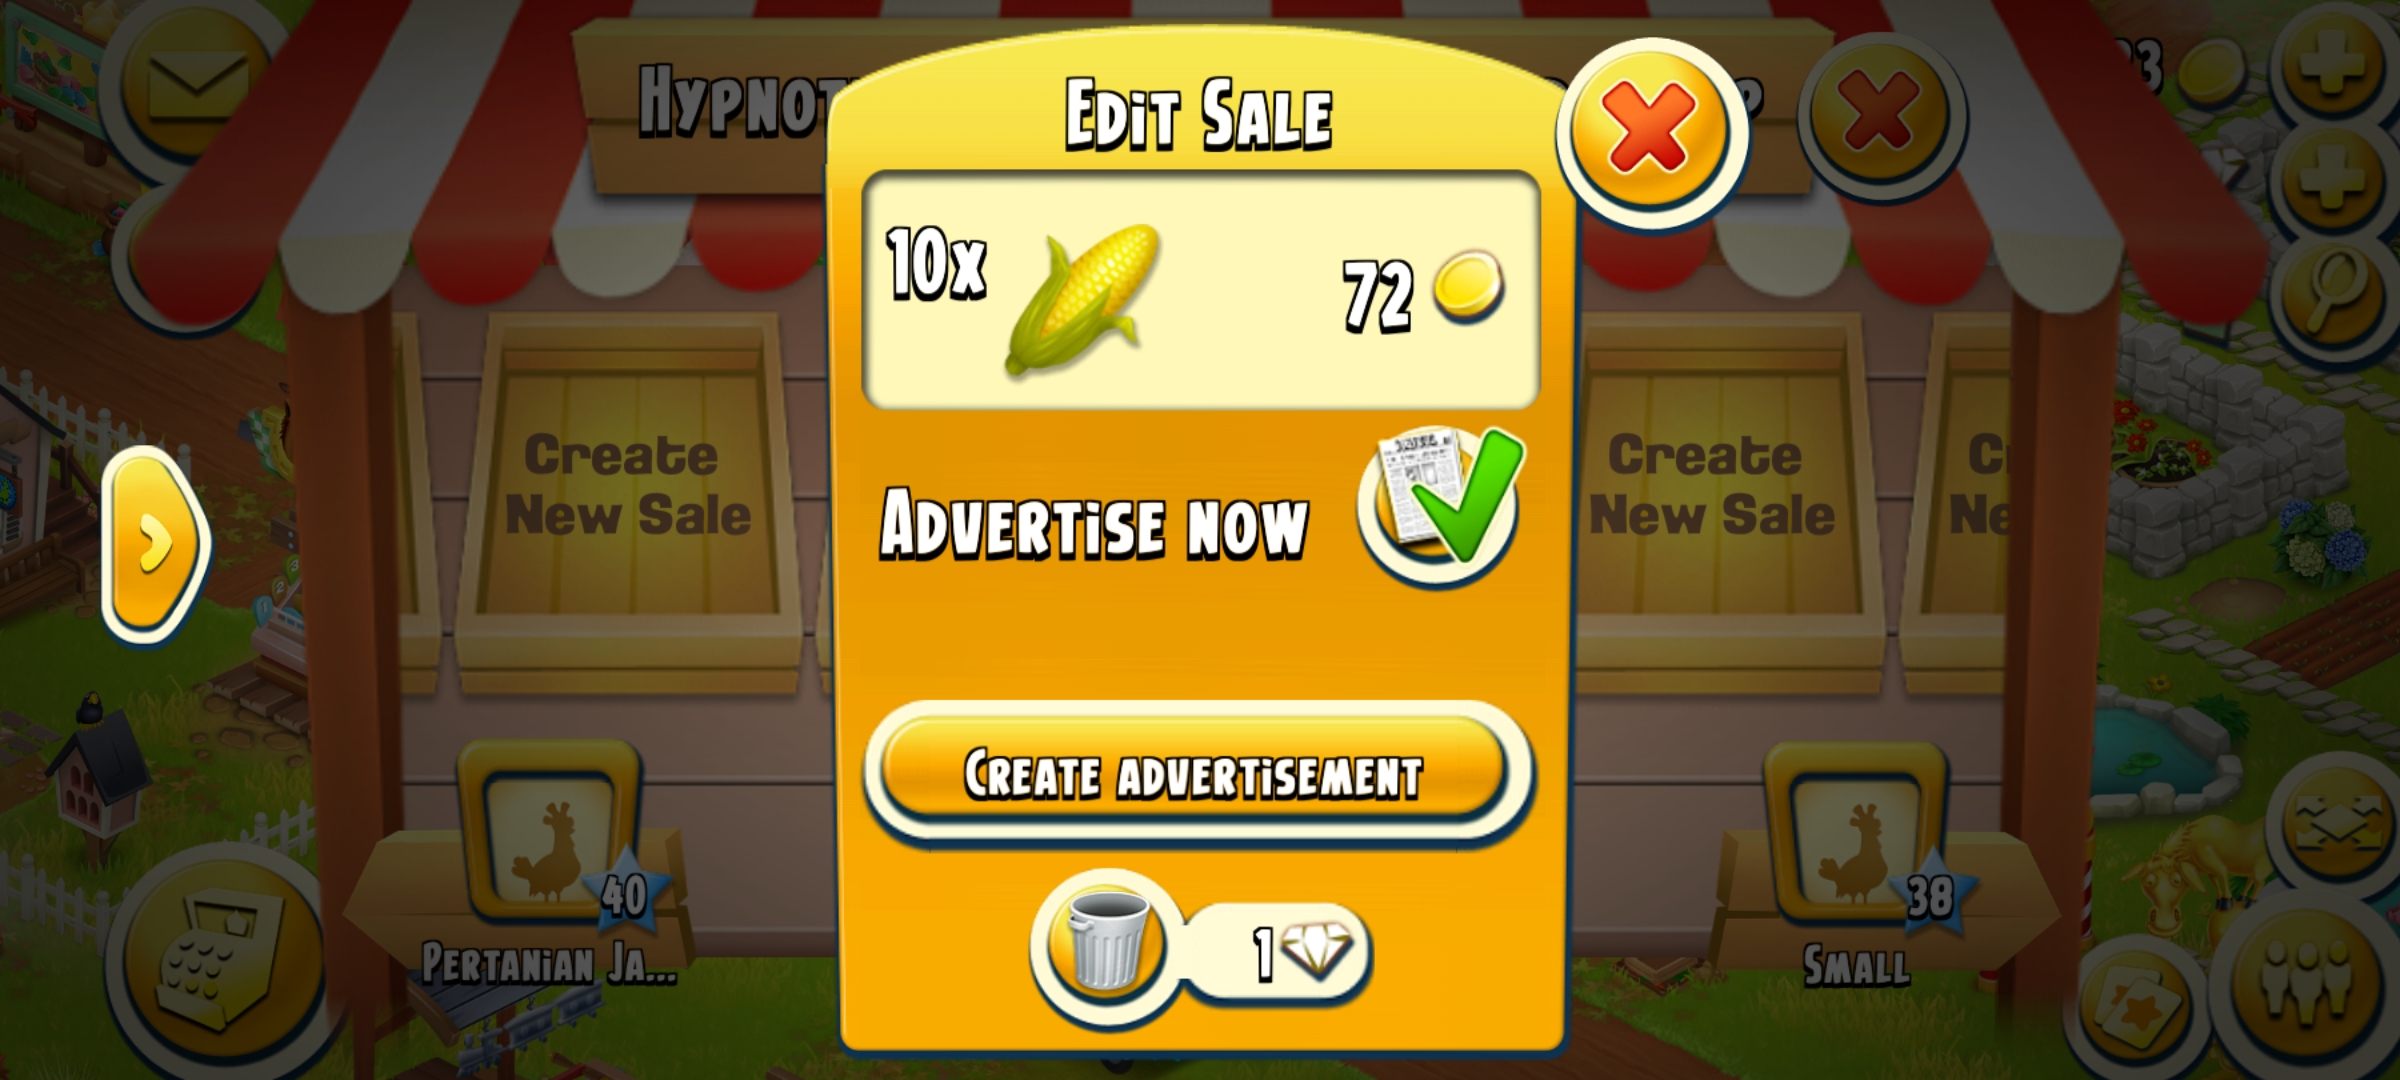 Edit Sale
10x
72
Advertise now
Create advertisement
1
Create
New Sale
Create
New Sale
40
Pertanian Ja...
38
Small